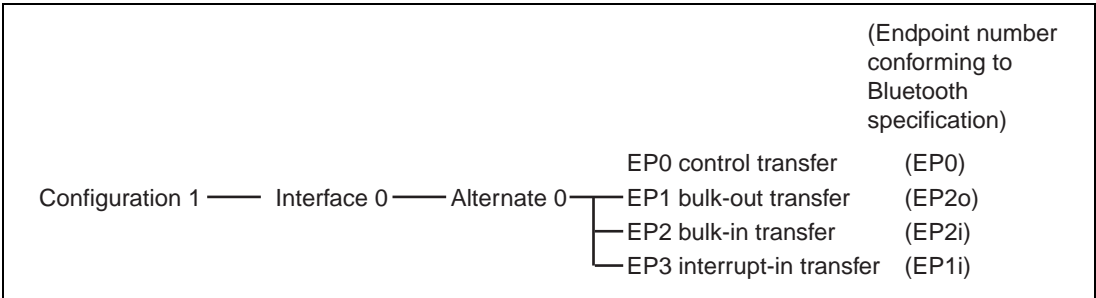 (Endpoint number
conforming to
Bluetooth
specification)
EP0 control transfer (EP0)
Configuration 1 Interface 0 Alternate 0 EP1 bulk-out transfer (EP2o)
EP2 bulk-in transfer (EP2i)
EP3 interrupt-in transfer (EP1i)